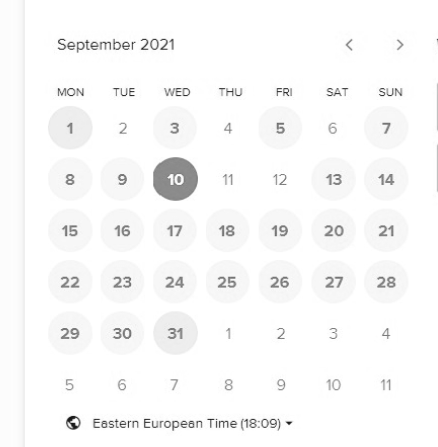 September 2021
MON TUE WED THU FRI SAT SUN
1 2 3 4 5 6 7
8 9 10 11 12 13 14
15 16 17 18 19 20 21
22 23 24 25 26 27 28
29 30 31 1 2 3 4
5 6 7 8 9 10 11
Eastern European Time (18:09)